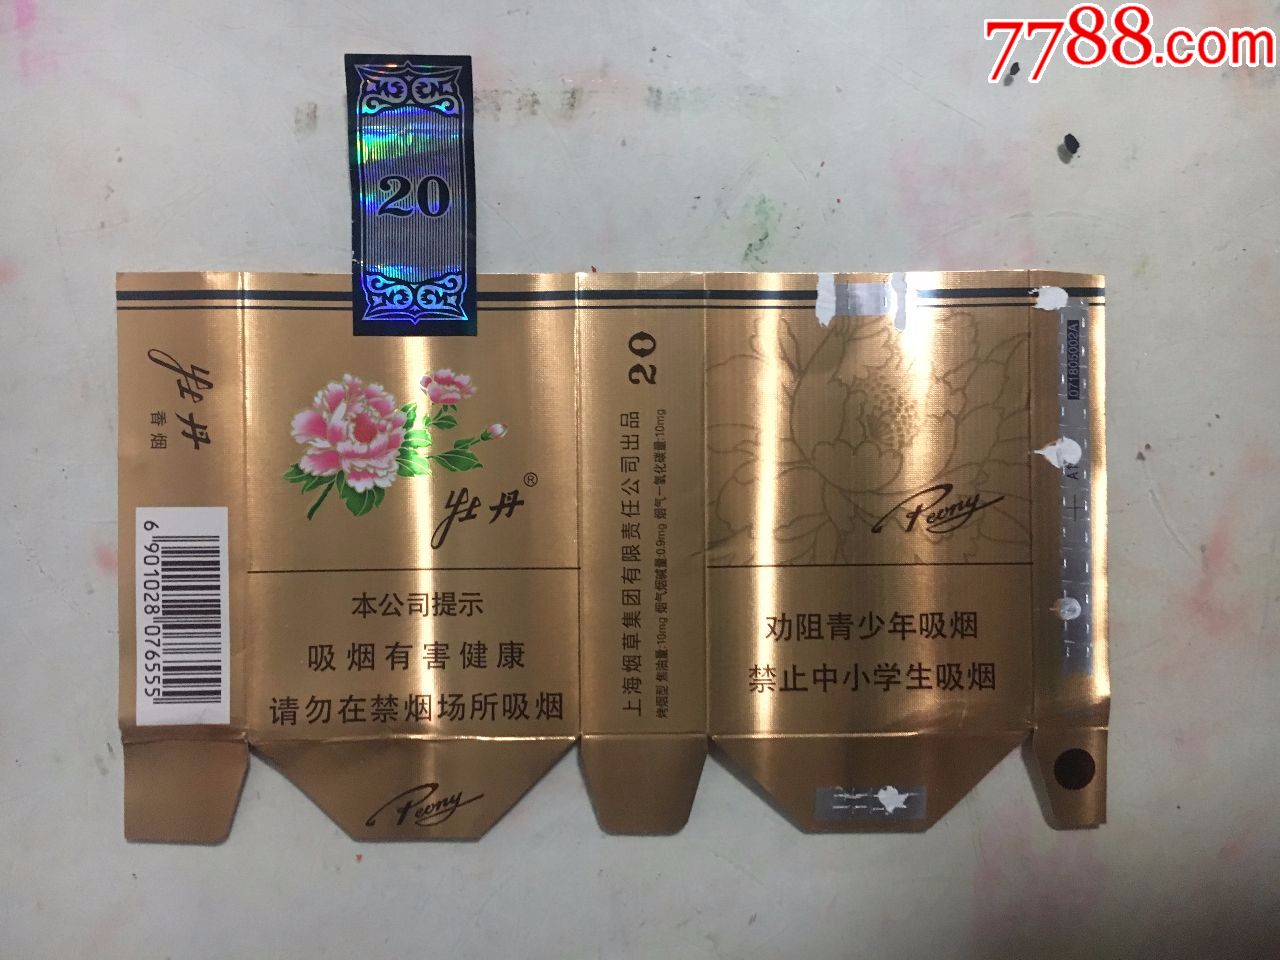 7788.com
20
牡丹
香烟
6 901028 076555
牡丹®
本公司提示
吸烟有害健康
请勿在禁烟场所吸烟
Peony
20
上海烟草集团有限责任公司出品
烤烟型 焦油量:10mg 烟气烟碱量:0.9mg 烟气一氧化碳量:10mg
Peony
劝阻青少年吸烟
禁止中小学生吸烟
071805002A